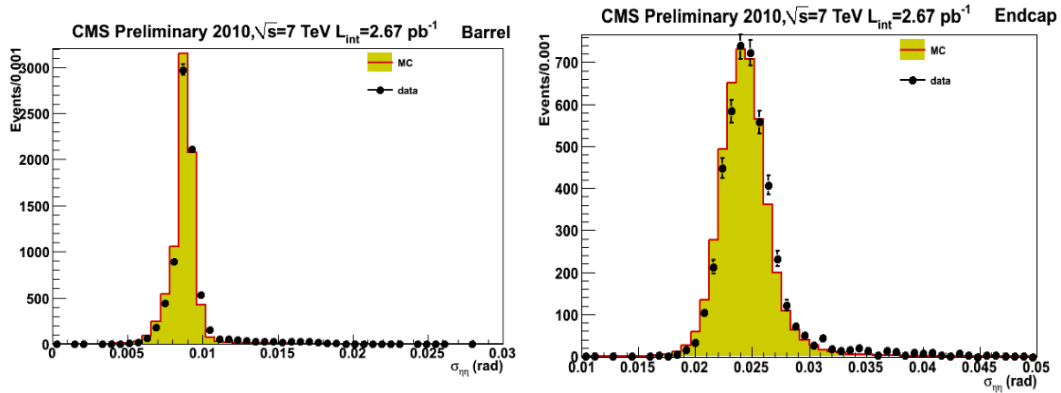 CMS Preliminary 2010,√s=7 TeV L_int=2.67 pb⁻¹ Barrel
Events/0.001
3000
2500
2000
1500
1000
500
0
MC
data
0 0.005 0.01 0.015 0.02 0.025 0.03
σ_ηη (rad)
CMS Preliminary 2010,√s=7 TeV L_int=2.67 pb⁻¹ Endcap
Events/0.001
700
600
500
400
300
200
100
0
MC
data
0.01 0.015 0.02 0.025 0.03 0.035 0.04 0.045 0.05
σ_ηη (rad)